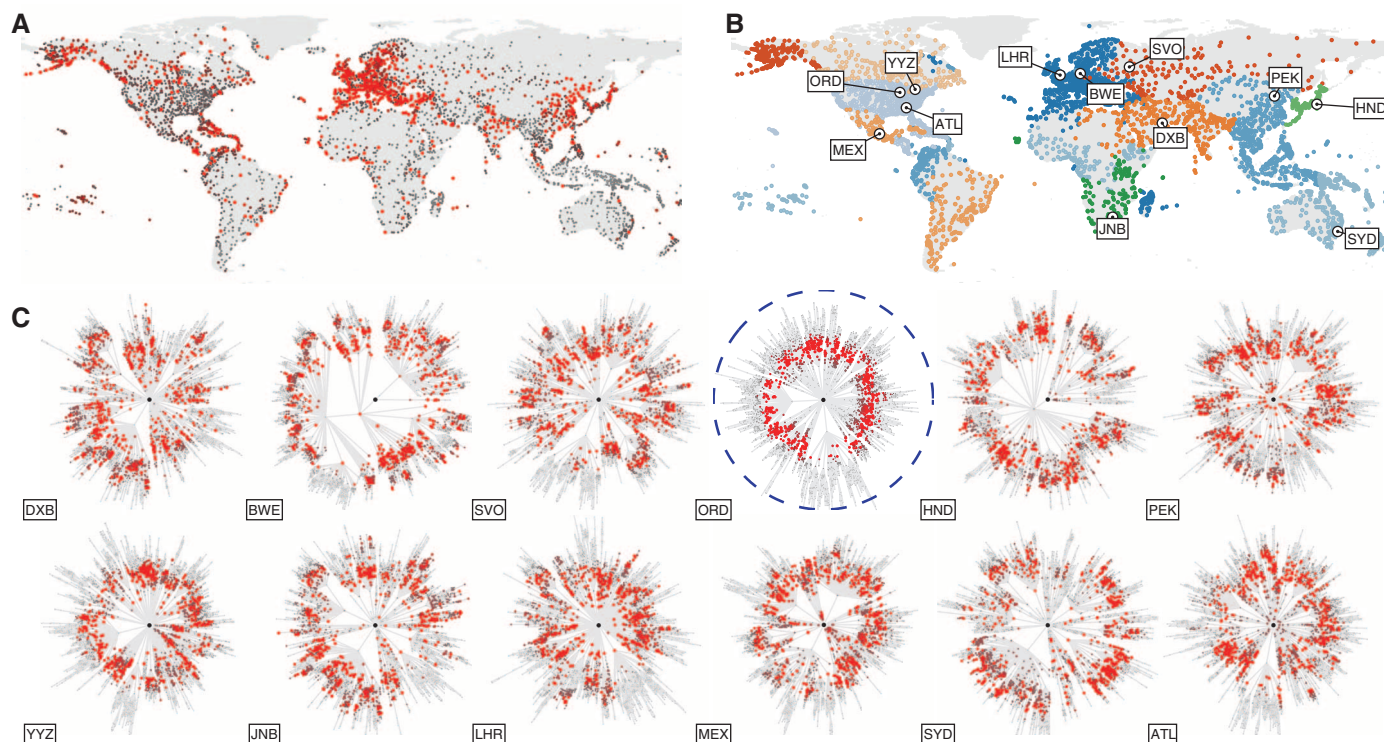 A
B
SVO
LHR
YYZ
ORD
PEK
BWE
HND
ATL
DXB
MEX
JNB
SYD
C
DXB
BWE
SVO
ORD
HND
PEK
YYZ
JNB
LHR
MEX
SYD
ATL